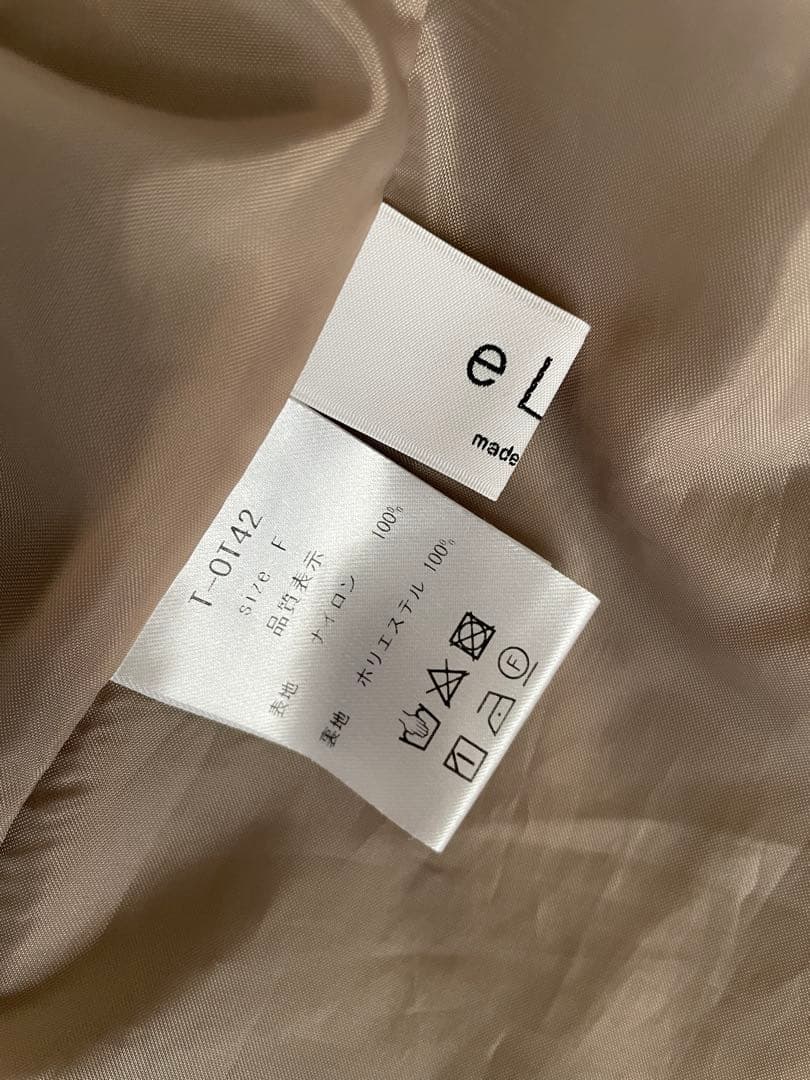 eL
made
T-OT42
Size F
品質表示
表地 ナイロン 100%
裏地 ポリエステル 100%
F